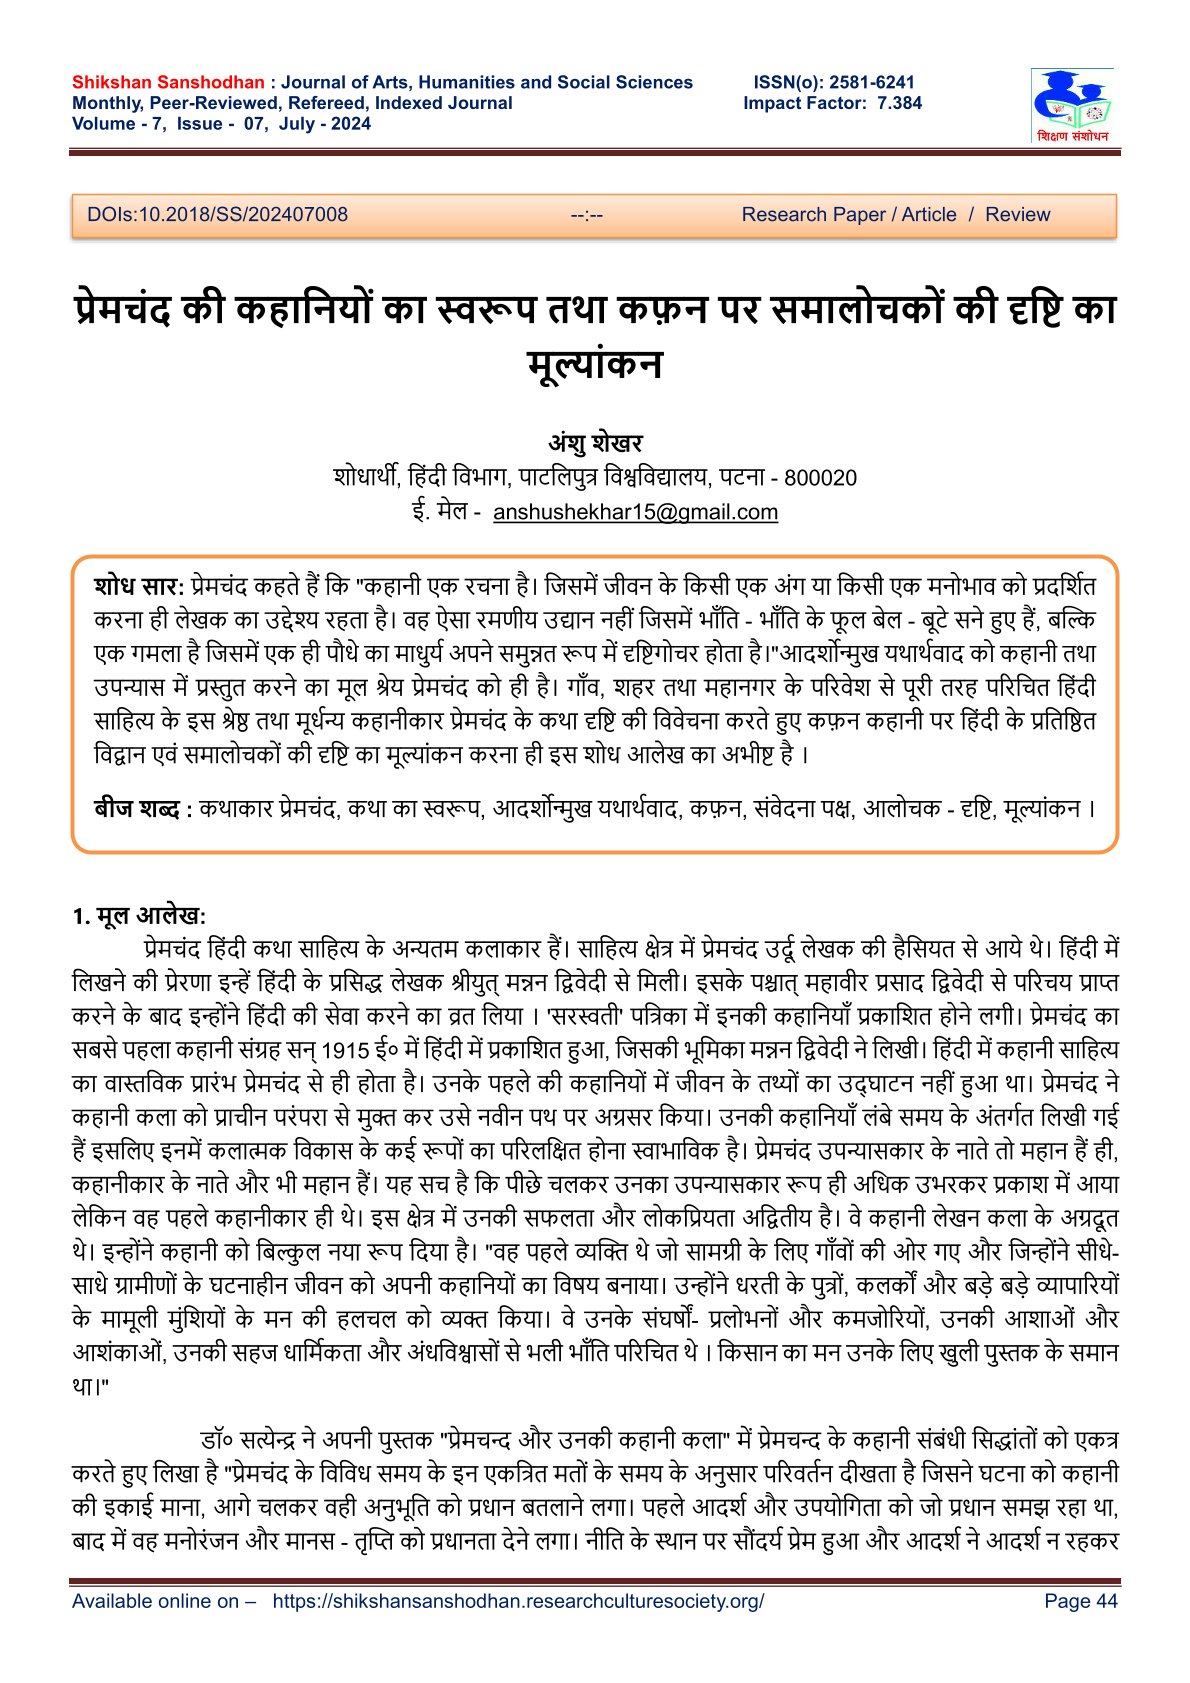 Shikshan Sanshodhan : Journal of Arts, Humanities and Social Sciences ISSN(o): 2581-6241
Monthly, Peer-Reviewed, Refereed, Indexed Journal Impact Factor: 7.384
Volume - 7, Issue - 07, July - 2024
शिक्षण संशोधन
DOIs:10.2018/SS/202407008 --:-- Research Paper / Article / Review
प्रेमचंद की कहानियों का स्वरूप तथा कफ़न पर समालोचकों की दृष्टि का
मूल्यांकन
अंशु शेखर
शोधार्थी, हिंदी विभाग, पाटलिपुत्र विश्वविद्यालय, पटना - 800020
ई. मेल - anshushekhar15@gmail.com
शोध सार: प्रेमचंद कहते हैं कि "कहानी एक रचना है। जिसमें जीवन के किसी एक अंग या किसी एक मनोभाव को प्रदर्शित
करना ही लेखक का उद्देश्य रहता है। वह ऐसा रमणीय उद्यान नहीं जिसमें भाँति - भाँति के फूल बेल - बूटे सने हुए हैं, बल्कि
एक गमला है जिसमें एक ही पौधे का माधुर्य अपने समुन्नत रूप में दृष्टिगोचर होता है।"आदर्शोन्मुख यथार्थवाद को कहानी तथा
उपन्यास में प्रस्तुत करने का मूल श्रेय प्रेमचंद को ही है। गाँव, शहर तथा महानगर के परिवेश से पूरी तरह परिचित हिंदी
साहित्य के इस श्रेष्ठ तथा मूर्धन्य कहानीकार प्रेमचंद के कथा दृष्टि की विवेचना करते हुए कफ़न कहानी पर हिंदी के प्रतिष्ठित
विद्वान एवं समालोचकों की दृष्टि का मूल्यांकन करना ही इस शोध आलेख का अभीष्ट है ।
बीज शब्द : कथाकार प्रेमचंद, कथा का स्वरूप, आदर्शोन्मुख यथार्थवाद, कफ़न, संवेदना पक्ष, आलोचक - दृष्टि, मूल्यांकन ।
1. मूल आलेख:
प्रेमचंद हिंदी कथा साहित्य के अन्यतम कलाकार हैं। साहित्य क्षेत्र में प्रेमचंद उर्दू लेखक की हैसियत से आये थे। हिंदी में
लिखने की प्रेरणा इन्हें हिंदी के प्रसिद्ध लेखक श्रीयुत् मन्नन द्विवेदी से मिली। इसके पश्चात् महावीर प्रसाद द्विवेदी से परिचय प्राप्त
करने के बाद इन्होंने हिंदी की सेवा करने का व्रत लिया । 'सरस्वती' पत्रिका में इनकी कहानियाँ प्रकाशित होने लगी। प्रेमचंद का
सबसे पहला कहानी संग्रह सन् 1915 ई० में हिंदी में प्रकाशित हुआ, जिसकी भूमिका मन्नन द्विवेदी ने लिखी। हिंदी में कहानी साहित्य
का वास्तविक प्रारंभ प्रेमचंद से ही होता है। उनके पहले की कहानियों में जीवन के तथ्यों का उद्घाटन नहीं हुआ था। प्रेमचंद ने
कहानी कला को प्राचीन परंपरा से मुक्त कर उसे नवीन पथ पर अग्रसर किया। उनकी कहानियाँ लंबे समय के अंतर्गत लिखी गई
हैं इसलिए इनमें कलात्मक विकास के कई रूपों का परिलक्षित होना स्वाभाविक है। प्रेमचंद उपन्यासकार के नाते तो महान हैं ही,
कहानीकार के नाते और भी महान हैं। यह सच है कि पीछे चलकर उनका उपन्यासकार रूप ही अधिक उभरकर प्रकाश में आया
लेकिन वह पहले कहानीकार ही थे। इस क्षेत्र में उनकी सफलता और लोकप्रियता अद्वितीय है। वे कहानी लेखन कला के अग्रदूत
थे। इन्होंने कहानी को बिल्कुल नया रूप दिया है। "वह पहले व्यक्ति थे जो सामग्री के लिए गाँवों की ओर गए और जिन्होंने सीधे-
साधे ग्रामीणों के घटनाहीन जीवन को अपनी कहानियों का विषय बनाया। उन्होंने धरती के पुत्रों, कलर्कों और बड़े बड़े व्यापारियों
के मामूली मुंशियों के मन की हलचल को व्यक्त किया। वे उनके संघर्षों- प्रलोभनों और कमजोरियों, उनकी आशाओं और
आशंकाओं, उनकी सहज धार्मिकता और अंधविश्वासों से भली भाँति परिचित थे । किसान का मन उनके लिए खुली पुस्तक के समान
था।"
डॉ० सत्येन्द्र ने अपनी पुस्तक "प्रेमचन्द और उनकी कहानी कला" में प्रेमचन्द के कहानी संबंधी सिद्धांतों को एकत्र
करते हुए लिखा है "प्रेमचंद के विविध समय के इन एकत्रित मतों के समय के अनुसार परिवर्तन दीखता है जिसने घटना को कहानी
की इकाई माना, आगे चलकर वही अनुभूति को प्रधान बतलाने लगा। पहले आदर्श और उपयोगिता को जो प्रधान समझ रहा था,
बाद में वह मनोरंजन और मानस - तृप्ति को प्रधानता देने लगा। नीति के स्थान पर सौंदर्य प्रेम हुआ और आदर्श ने आदर्श न रहकर
Available online on – https://shikshansanshodhan.researchculturesociety.org/ Page 44